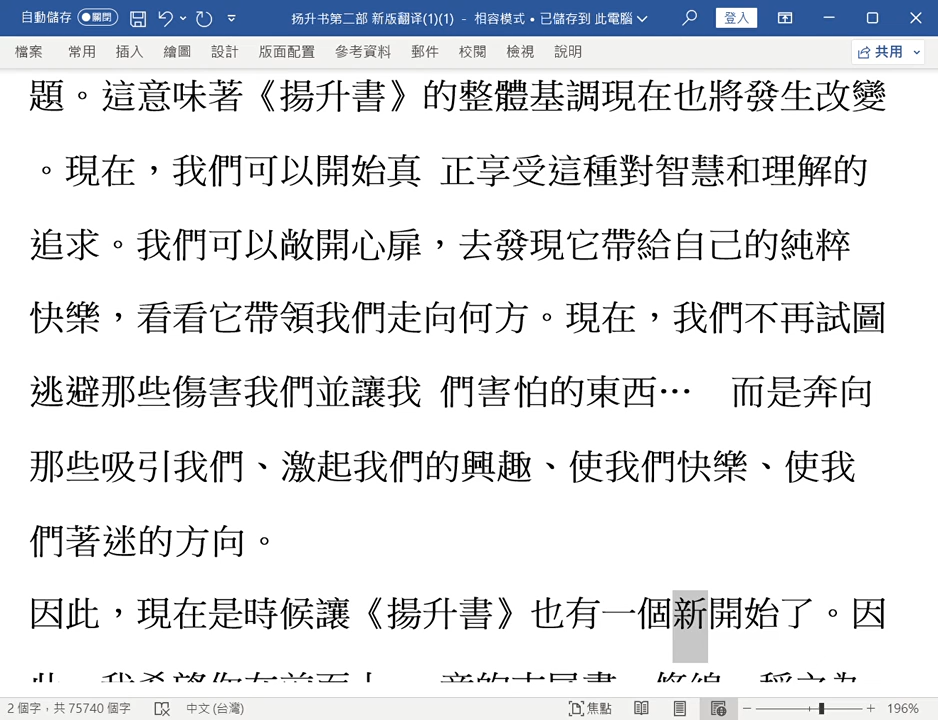 自動儲存 關閉 扬升书第二部 新版翻译(1)(1) - 相容模式 • 已儲存到 此電腦 登入
檔案 常用 插入 繪圖 設計 版面配置 參考資料 郵件 校閱 檢視 說明 共用
題。這意味著《揚升書》的整體基調現在也將發生改變
。現在，我們可以開始真 正享受這種對智慧和理解的
追求。我們可以敞開心扉，去發現它帶給自己的純粹
快樂，看看它帶領我們走向何方。現在，我們不再試圖
逃避那些傷害我們並讓我 們害怕的東西… 而是奔向
那些吸引我們、激起我們的興趣、使我們快樂、使我
們著迷的方向。
因此，現在是時候讓《揚升書》也有一個新開始了。因
2 個字，共 75740 個字 中文 (台灣) 焦點 196%